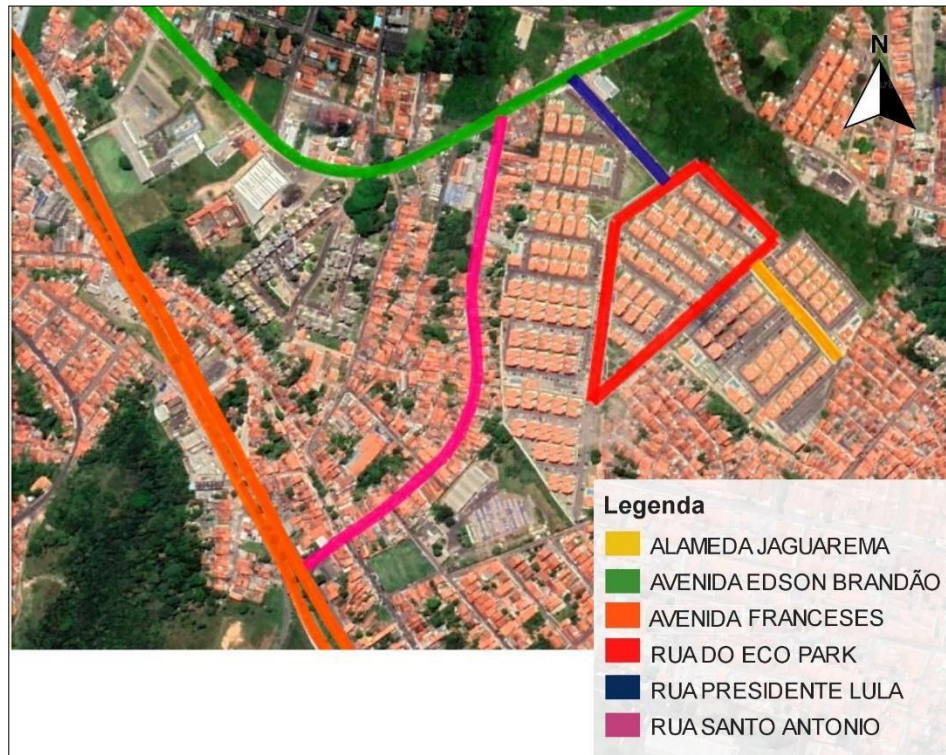 N
Legenda
ALAMEDA JAGUAREMA
AVENIDA EDSON BRANDÃO
AVENIDA FRANCESES
RUA DO ECO PARK
RUA PRESIDENTE LULA
RUA SANTO ANTONIO